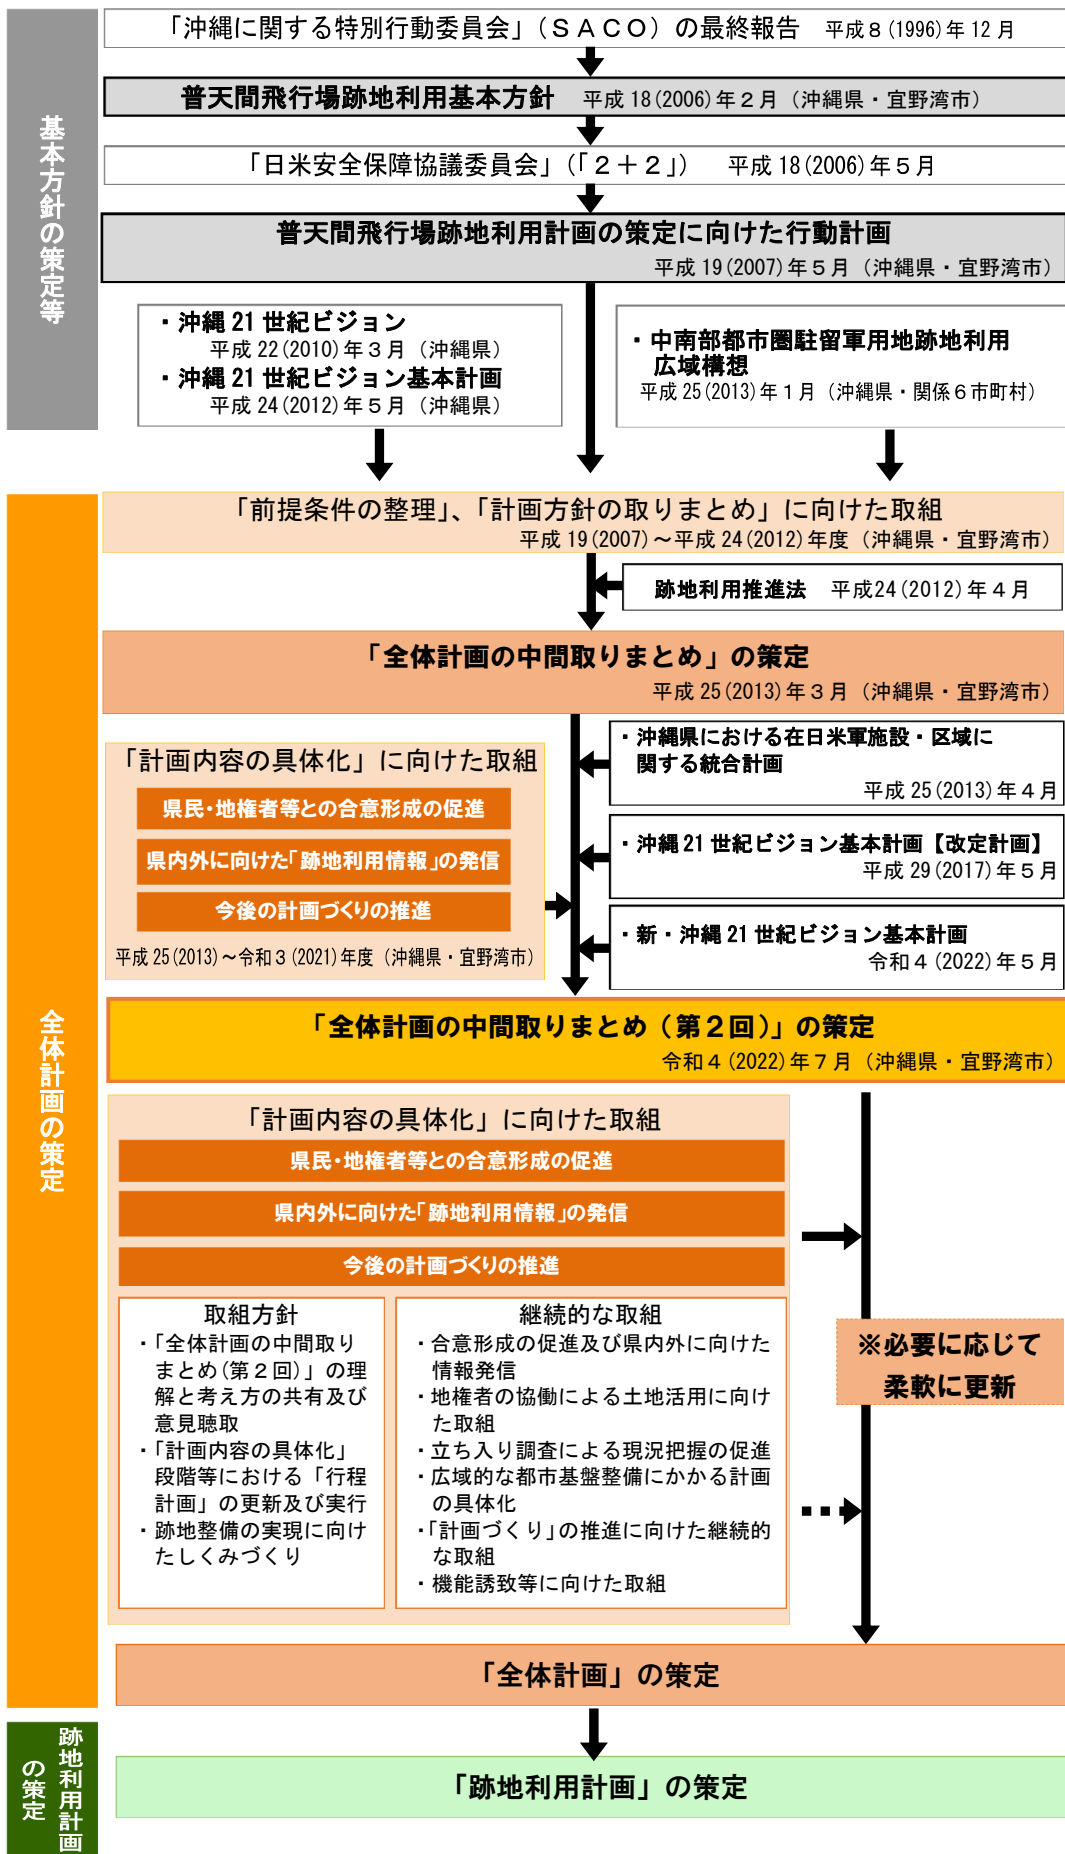 基本方針の策定等
「沖縄に関する特別行動委員会」（ＳＡＣＯ）の最終報告　平成８(1996)年 12 月
普天間飛行場跡地利用基本方針　平成 18(2006)年２月（沖縄県・宜野湾市）
「日米安全保障協議委員会」（「２＋２」）　平成 18(2006)年５月
普天間飛行場跡地利用計画の策定に向けた行動計画
平成 19(2007)年５月（沖縄県・宜野湾市）
・沖縄 21 世紀ビジョン
平成 22(2010)年３月（沖縄県）
・沖縄 21 世紀ビジョン基本計画
平成 24(2012)年５月（沖縄県）
・中南部都市圏駐留軍用地跡地利用
広域構想
平成 25(2013)年１月（沖縄県・関係６市町村）
全体計画の策定
「前提条件の整理」、「計画方針の取りまとめ」に向けた取組
平成 19(2007)～平成 24(2012)年度（沖縄県・宜野湾市）
跡地利用推進法　平成24(2012)年４月
「全体計画の中間取りまとめ」の策定
平成 25(2013)年３月（沖縄県・宜野湾市）
「計画内容の具体化」に向けた取組
県民・地権者等との合意形成の促進
県内外に向けた「跡地利用情報」の発信
今後の計画づくりの推進
平成 25(2013)～令和３(2021)年度（沖縄県・宜野湾市）
・沖縄県における在日米軍施設・区域に
関する統合計画
平成 25(2013)年４月
・沖縄 21 世紀ビジョン基本計画【改定計画】
平成 29(2017)年５月
・新・沖縄 21 世紀ビジョン基本計画
令和４(2022)年５月
「全体計画の中間取りまとめ（第２回）」の策定
令和４(2022)年７月（沖縄県・宜野湾市）
「計画内容の具体化」に向けた取組
県民・地権者等との合意形成の促進
県内外に向けた「跡地利用情報」の発信
今後の計画づくりの推進
取組方針
・「全体計画の中間取り
まとめ(第２回)」の理
解と考え方の共有及び
意見聴取
・「計画内容の具体化」
段階等における「行程
計画」の更新及び実行
・跡地整備の実現に向け
たしくみづくり
継続的な取組
・合意形成の促進及び県内外に向けた
情報発信
・地権者の協働による土地活用に向け
た取組
・立ち入り調査による現況把握の促進
・広域的な都市基盤整備にかかる計画
の具体化
・「計画づくり」の推進に向けた継続的
な取組
・機能誘致等に向けた取組
※必要に応じて
柔軟に更新
「全体計画」の策定
跡地利用計画
の策定
「跡地利用計画」の策定